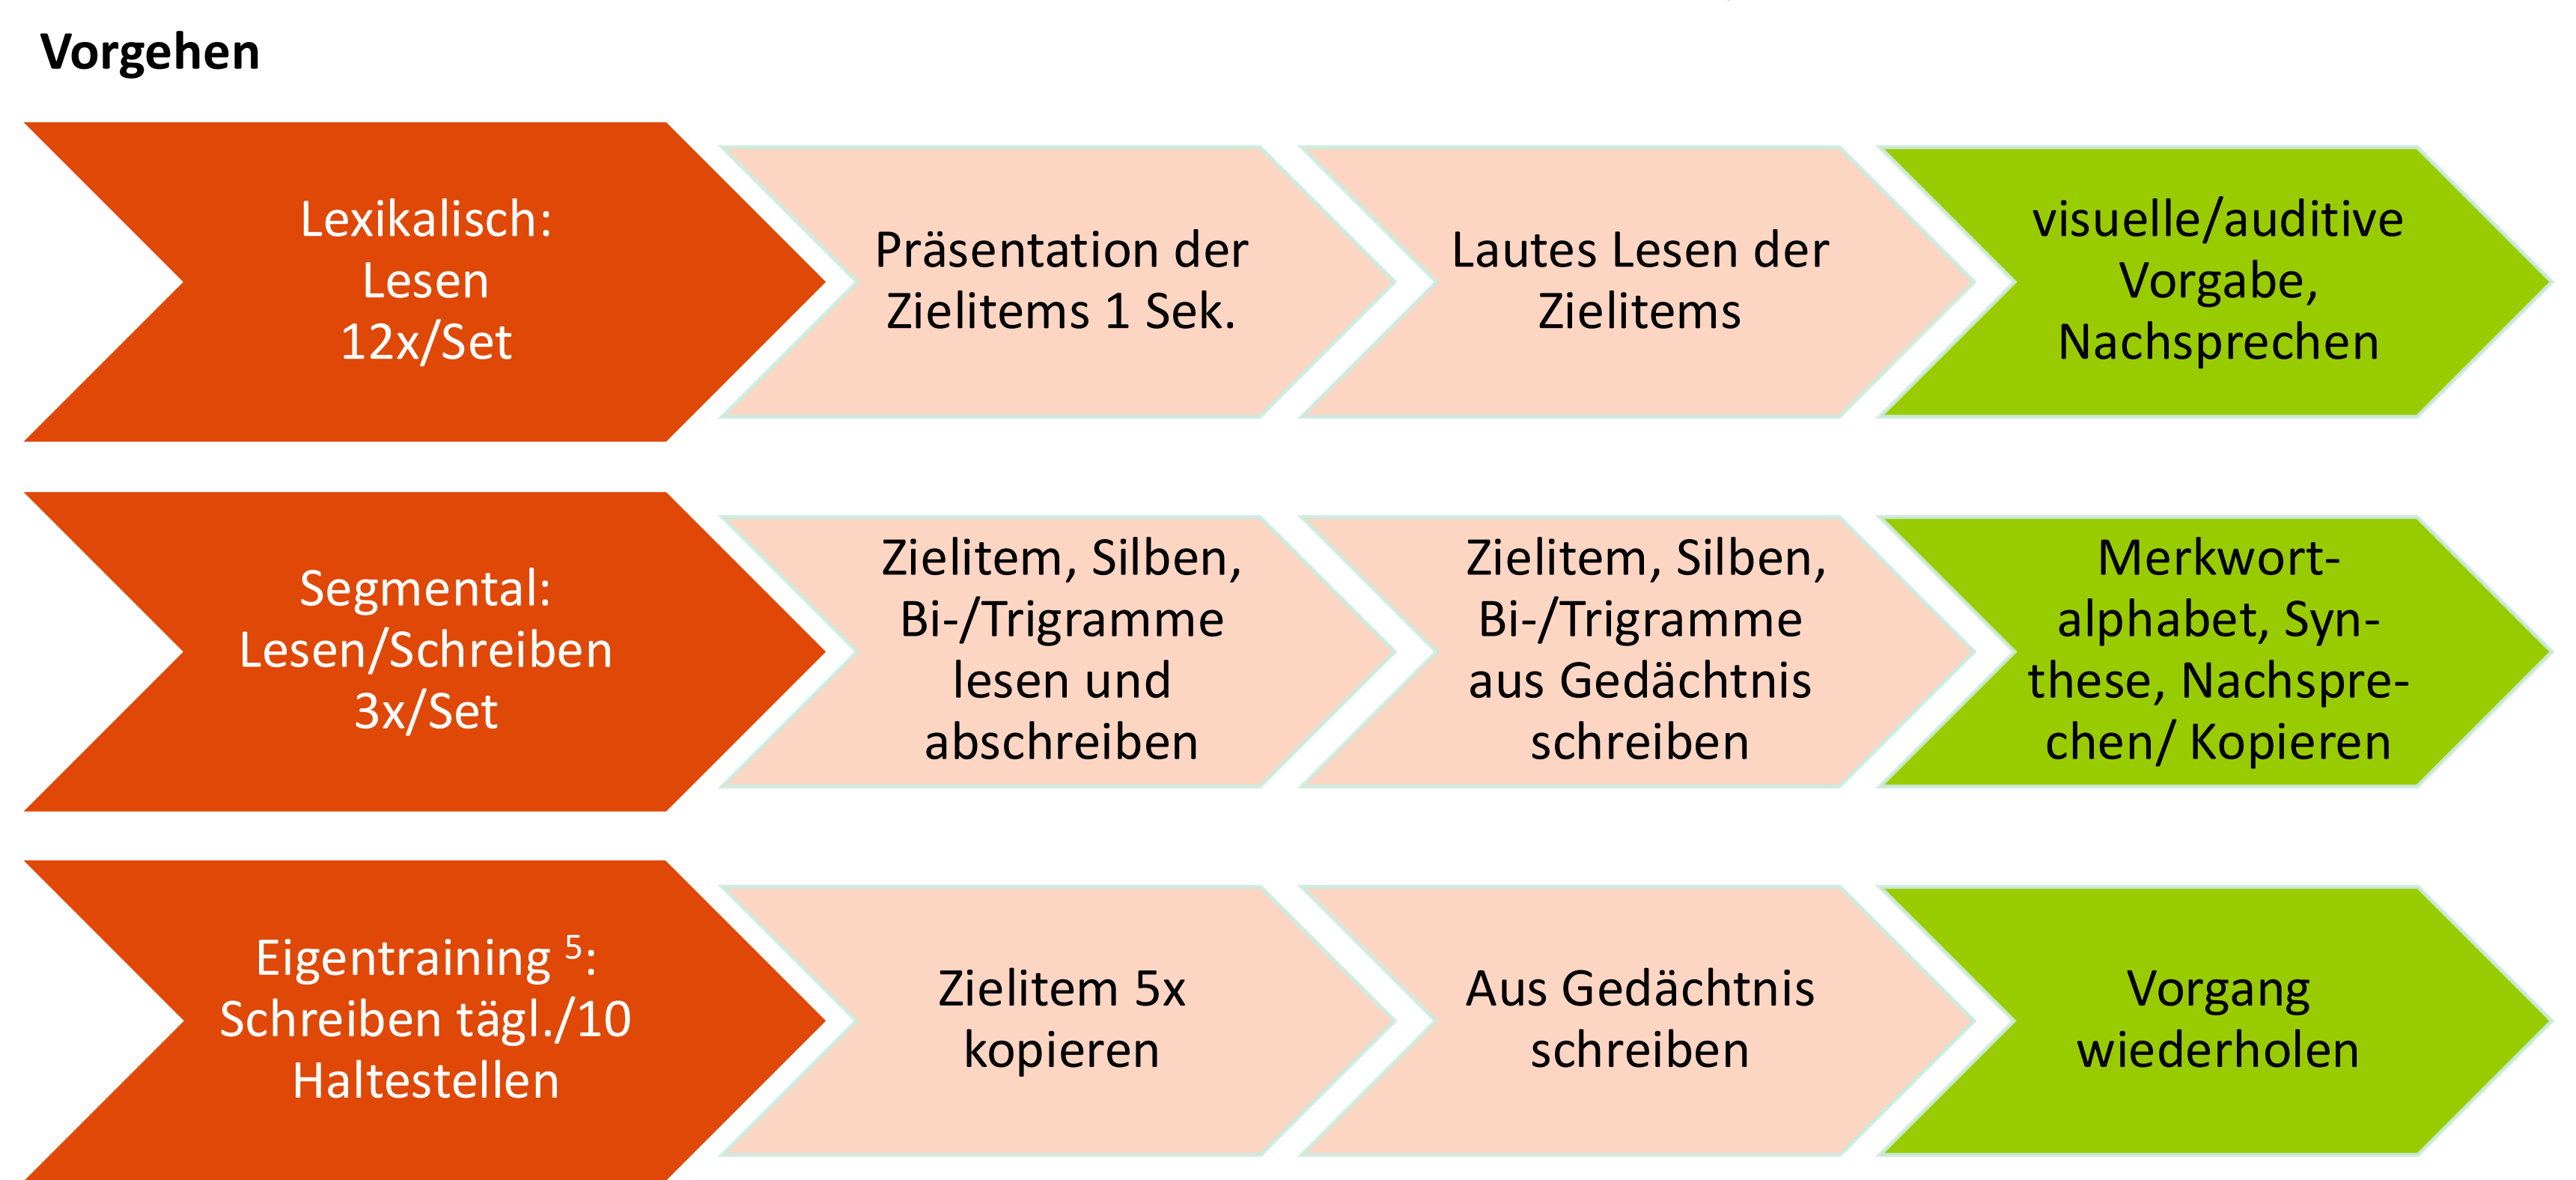 Vorgehen
Lexikalisch:
Lesen
12x/Set
Präsentation der
Zielitems 1 Sek.
Lautes Lesen der
Zielitems
visuelle/auditive
Vorgabe,
Nachsprechen
Segmental:
Lesen/Schreiben
3x/Set
Zielitem, Silben,
Bi-/Trigramme
lesen und
abschreiben
Zielitem, Silben,
Bi-/Trigramme
aus Gedächtnis
schreiben
Merkwort-
alphabet, Syn-
these, Nachspre-
chen/ Kopieren
Eigentraining ⁵:
Schreiben tägl./10
Haltestellen
Zielitem 5x
kopieren
Aus Gedächtnis
schreiben
Vorgang
wiederholen